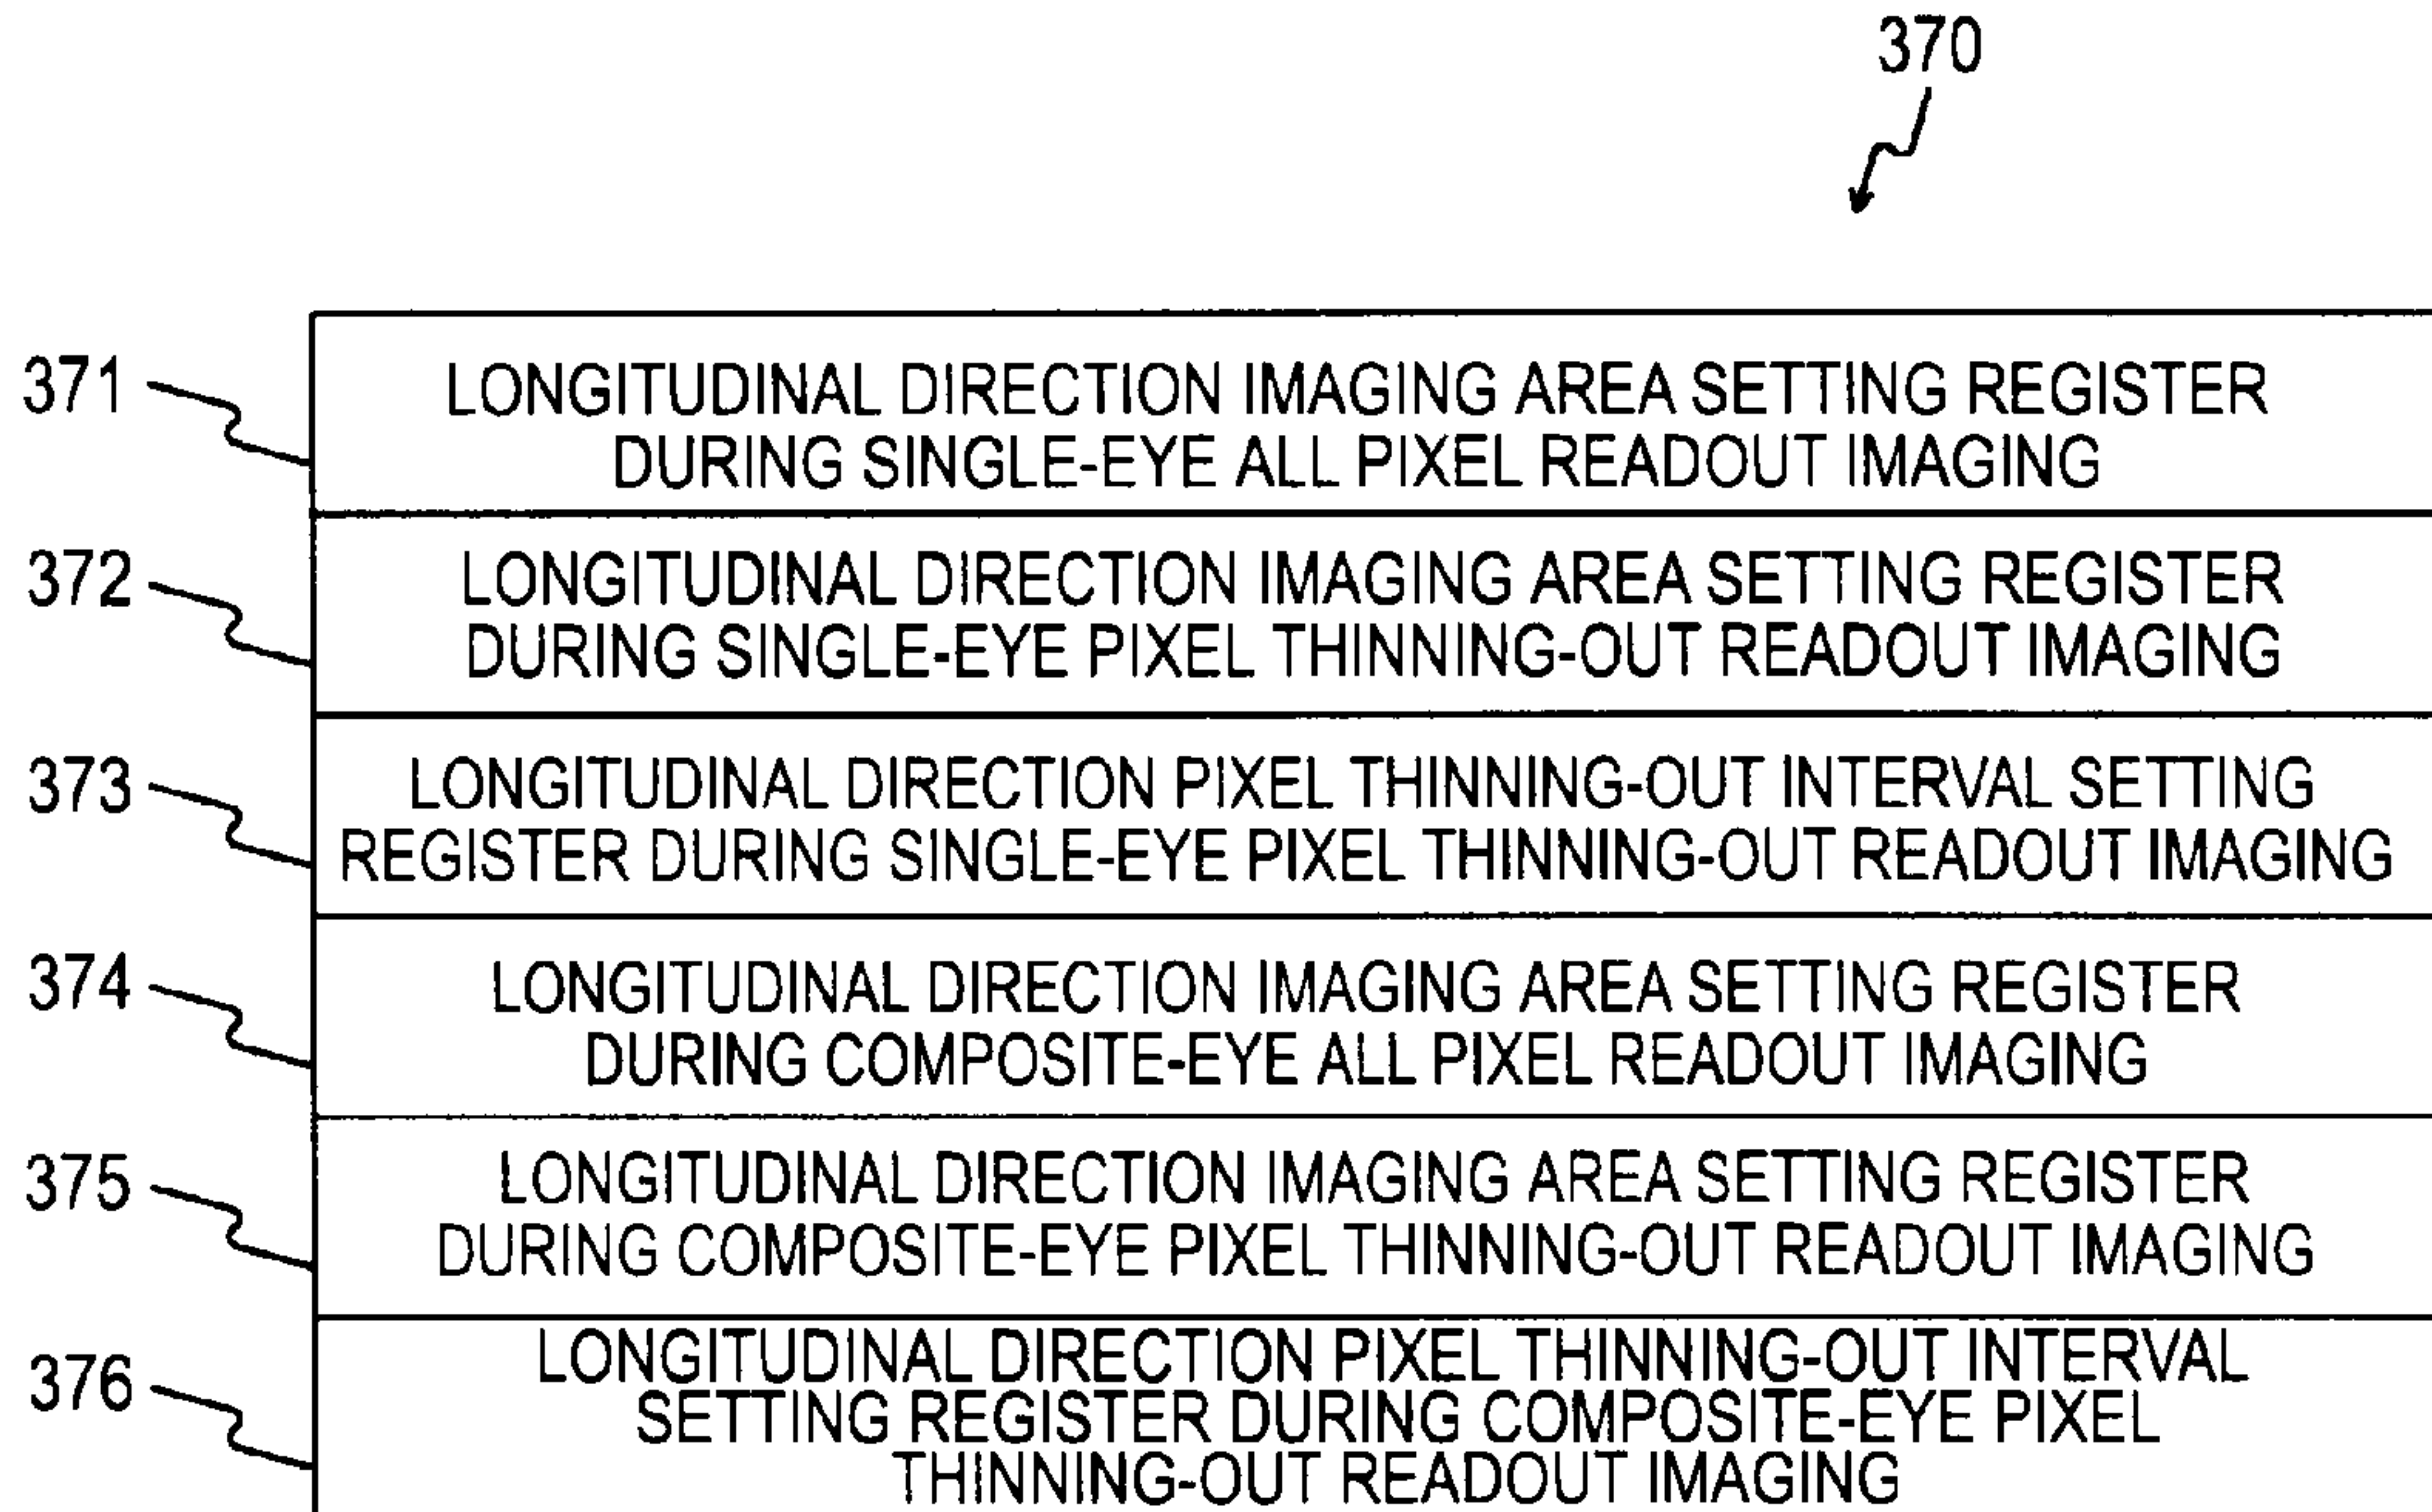 370
371
LONGITUDINAL DIRECTION IMAGING AREA SETTING REGISTER
DURING SINGLE-EYE ALL PIXEL READOUT IMAGING
372
LONGITUDINAL DIRECTION IMAGING AREA SETTING REGISTER
DURING SINGLE-EYE PIXEL THINNING-OUT READOUT IMAGING
373
LONGITUDINAL DIRECTION PIXEL THINNING-OUT INTERVAL SETTING
REGISTER DURING SINGLE-EYE PIXEL THINNING-OUT READOUT IMAGING
374
LONGITUDINAL DIRECTION IMAGING AREA SETTING REGISTER
DURING COMPOSITE-EYE ALL PIXEL READOUT IMAGING
375
LONGITUDINAL DIRECTION IMAGING AREA SETTING REGISTER
DURING COMPOSITE-EYE PIXEL THINNING-OUT READOUT IMAGING
376
LONGITUDINAL DIRECTION PIXEL THINNING-OUT INTERVAL
SETTING REGISTER DURING COMPOSITE-EYE PIXEL
THINNING-OUT READOUT IMAGING